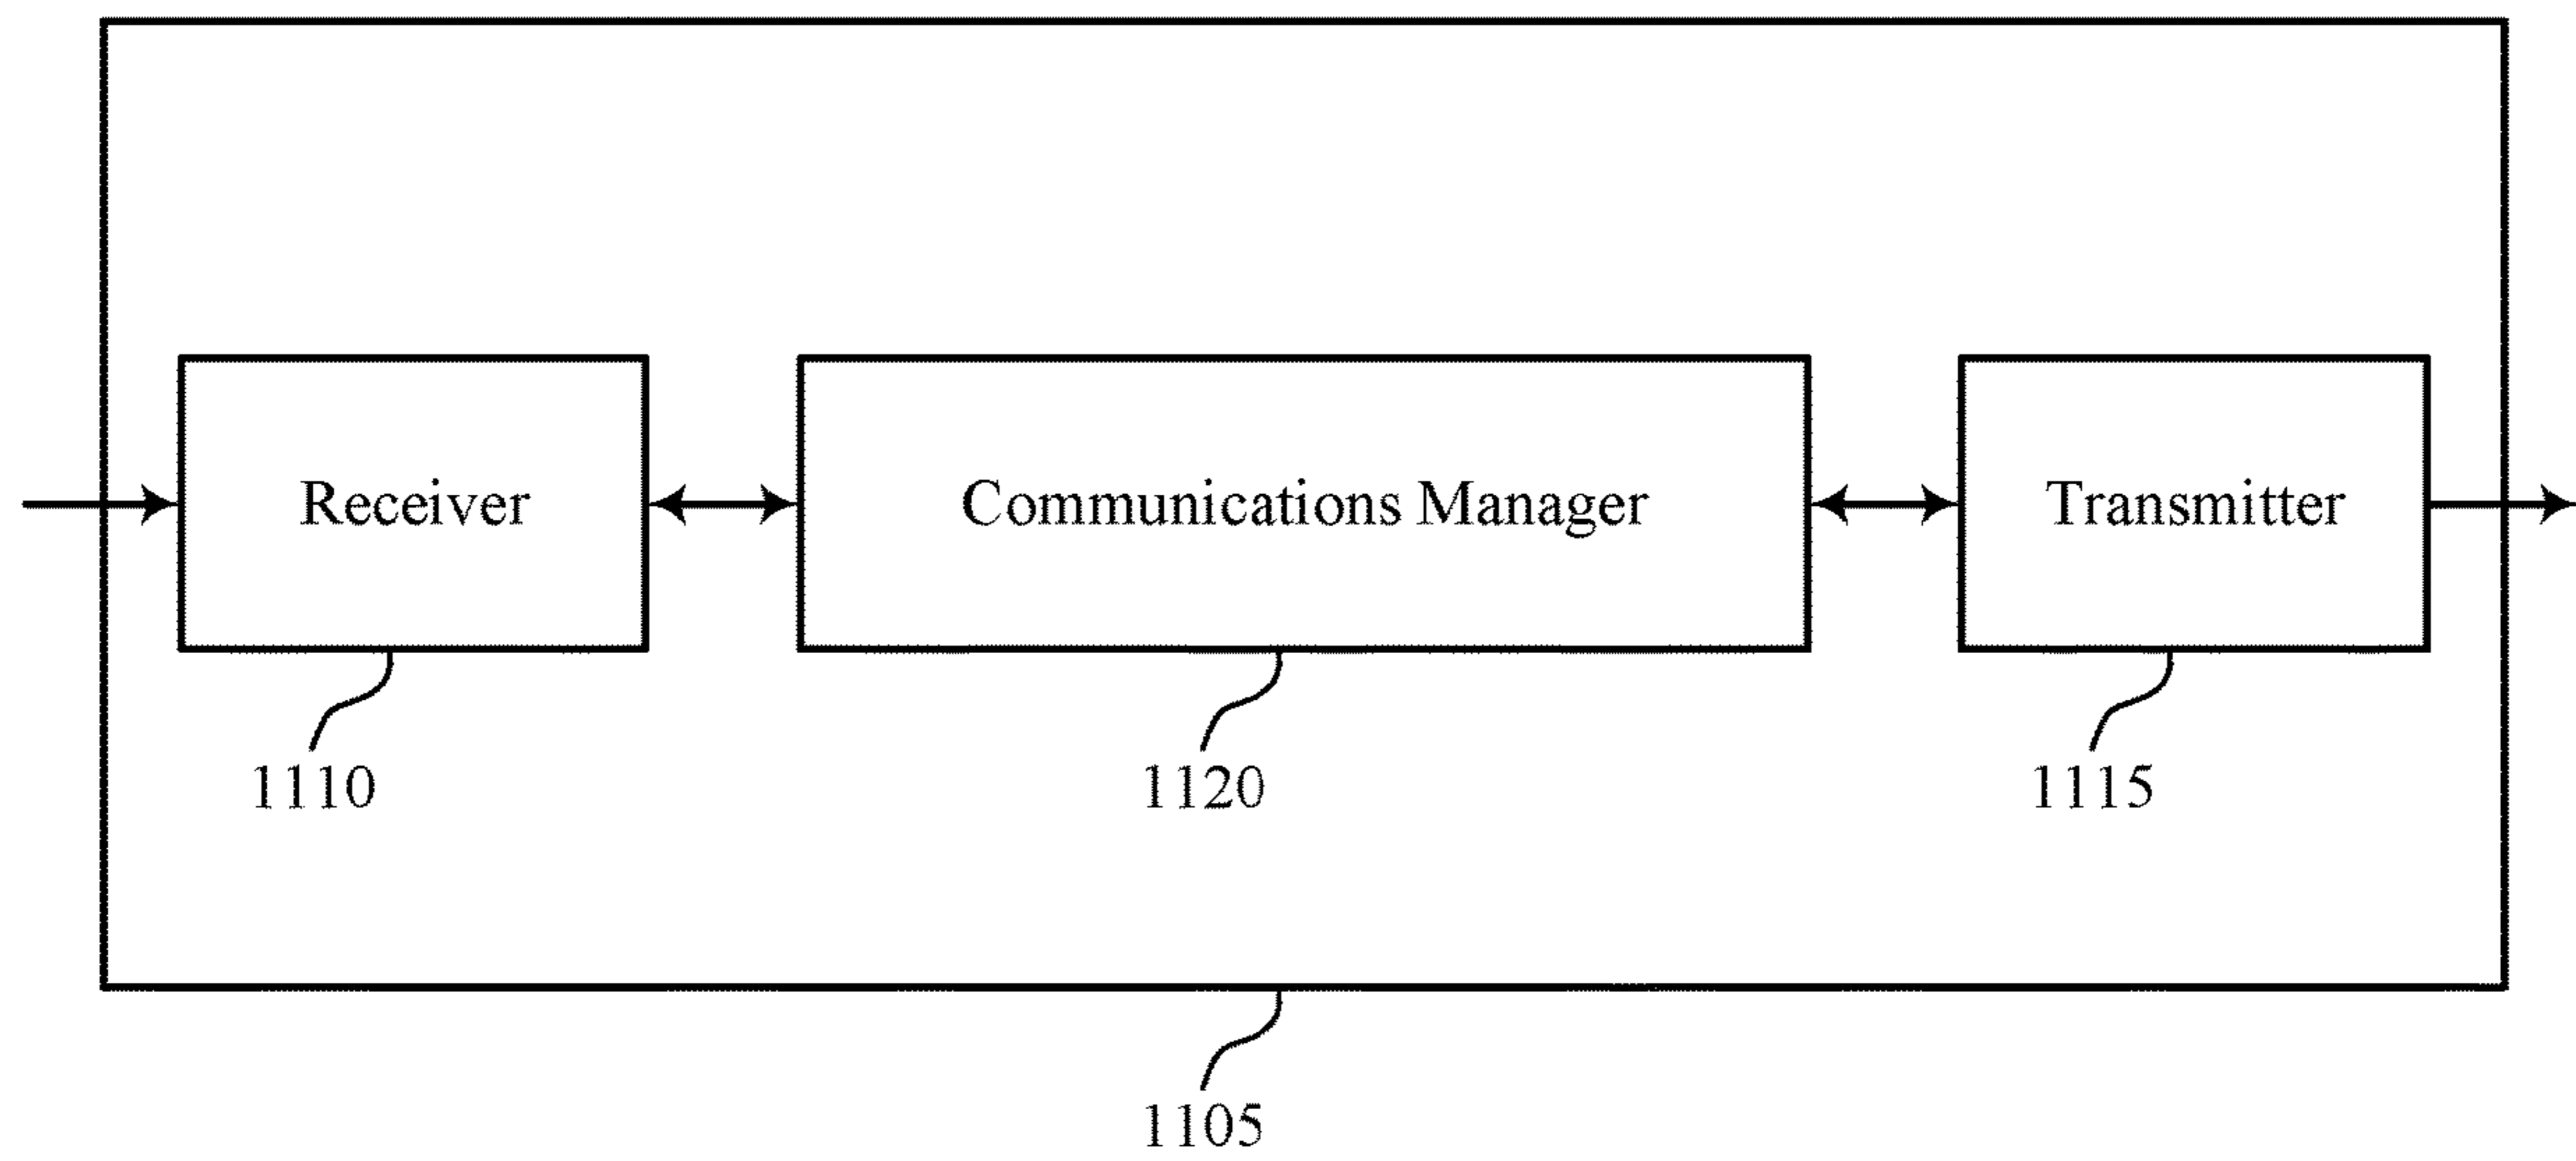 Receiver
Communications Manager
Transmitter
1110
1120
1115
1105